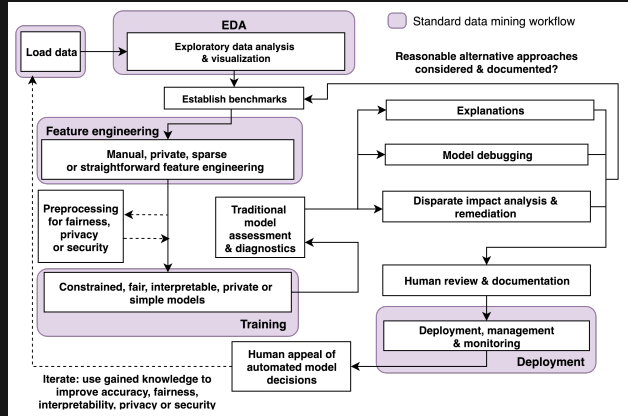 EDA
Standard data mining workflow
Load data
Exploratory data analysis
& visualization
Reasonable alternative approaches
considered & documented?
Establish benchmarks
Explanations
Feature engineering
Manual, private, sparse
or straightforward feature engineering
Model debugging
Preprocessing
for fairness,
privacy
or security
Traditional
model
assessment
& diagnostics
Disparate impact analysis &
remediation
Constrained, fair, interpretable, private or
simple models
Training
Human review & documentation
Deployment, management
& monitoring
Deployment
Human appeal of
automated model
decisions
Iterate: use gained knowledge to
improve accuracy, fairness,
interpretability, privacy or security